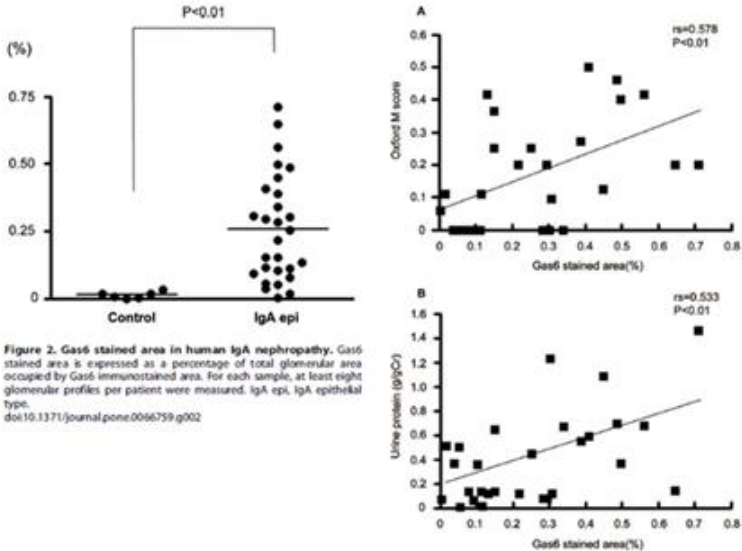 P<0.01
(%)
0.75
0.50
0.25
0
Control
IgA epi
Figure 2. Gas6 stained area in human IgA nephropathy. Gas6
stained area is expressed as a percentage of total glomerular area
occupied by Gas6 immunostained area. For each sample, at least eight
glomerular profiles per patient were measured. IgA epi, IgA epithelial
type.
doi:10.1371/journal.pone.0066759.g002
A
rs=0.578
P<0.01
Oxford M score
0.6
0.5
0.4
0.3
0.2
0.1
0
0 0.1 0.2 0.3 0.4 0.5 0.6 0.7 0.8
Gas6 stained area(%)
B
rs=0.533
P<0.01
Urine protein (g/gCr)
1.6
1.4
1.2
1.0
0.8
0.6
0.4
0.2
0
0 0.1 0.2 0.3 0.4 0.5 0.6 0.7 0.8
Gas6 stained area(%)